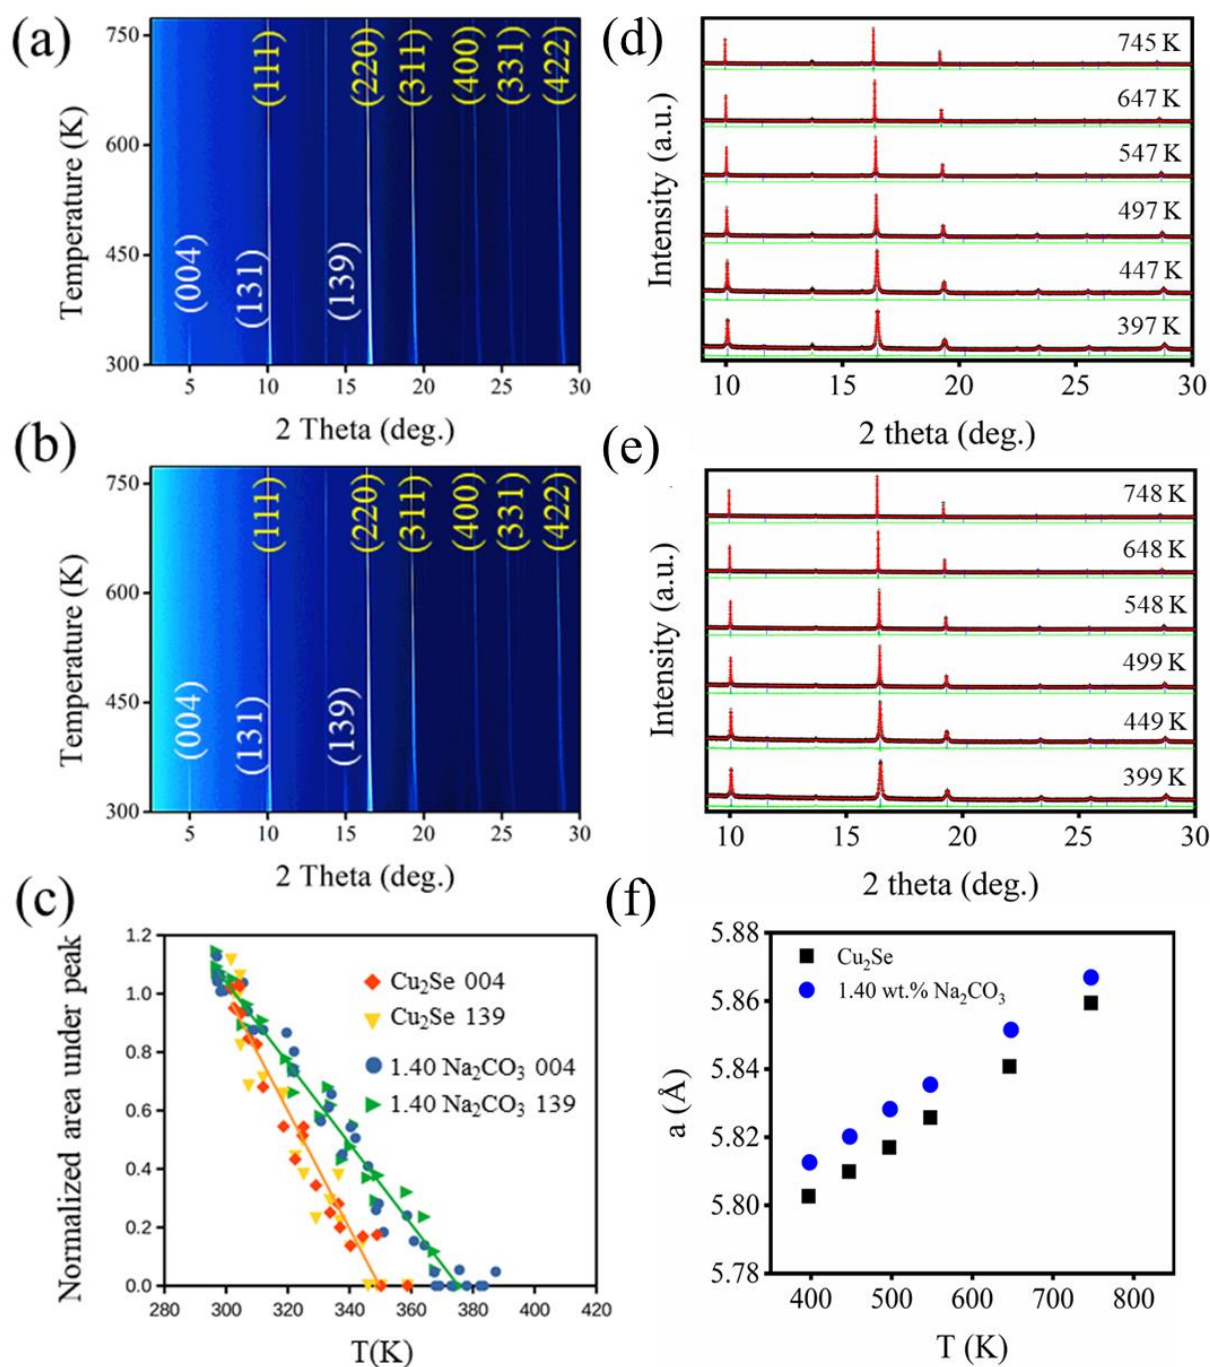 (a)
Temperature (K)
750
600
450
300
(004)
(131)
(139)
(111)
(220)
(311)
(400)
(331)
(422)
5
10
15
20
25
30
2 Theta (deg.)
(d)
Intensity (a.u.)
745 K
647 K
547 K
497 K
447 K
397 K
10
15
20
25
30
2 theta (deg.)
(b)
Temperature (K)
750
600
450
300
(004)
(131)
(139)
(111)
(220)
(311)
(400)
(331)
(422)
5
10
15
20
25
30
2 Theta (deg.)
(e)
Intensity (a.u.)
748 K
648 K
548 K
499 K
449 K
399 K
10
15
20
25
30
2 theta (deg.)
(c)
Normalized area under peak
1.2
1.0
0.8
0.6
0.4
0.2
0.0
Cu₂Se 004
Cu₂Se 139
1.40 Na₂CO₃ 004
1.40 Na₂CO₃ 139
280
300
320
340
360
380
400
420
T(K)
(f)
a (Å)
5.88
5.86
5.84
5.82
5.80
5.78
Cu₂Se
1.40 wt.% Na₂CO₃
400
500
600
700
800
T (K)